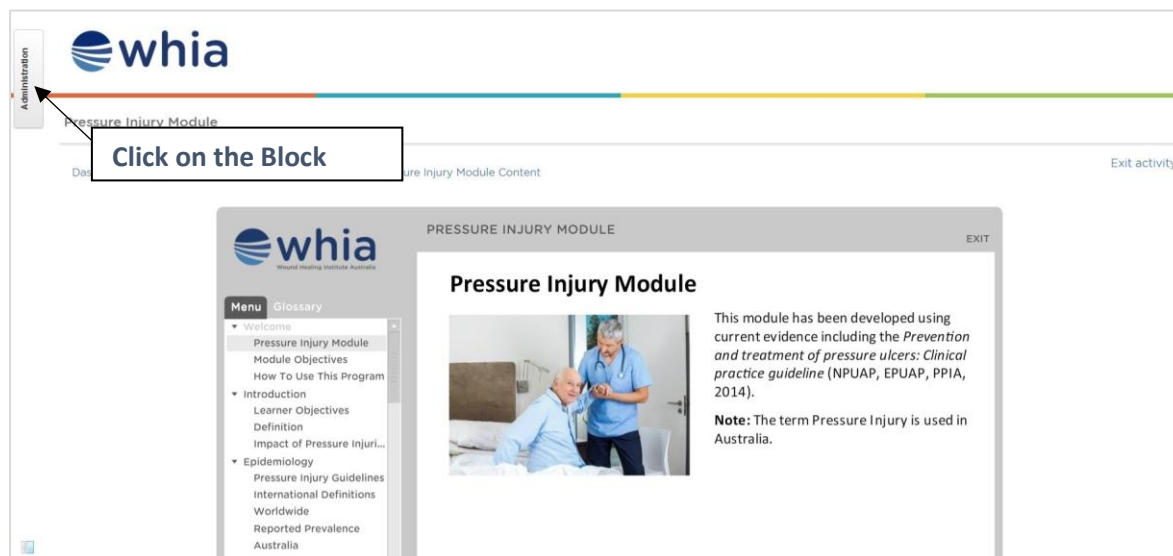 Administration
whia
Pressure Injury Module
Click on the Block
Das
ure Injury Module Content
Exit activity
whia
Wound Healing Institute Australia
PRESSURE INJURY MODULE
EXIT
Menu Glossary
Welcome
Pressure Injury Module
Module Objectives
How To Use This Program
Introduction
Learner Objectives
Definition
Impact of Pressure Injuri...
Epidemiology
Pressure Injury Guidelines
International Definitions
Worldwide
Reported Prevalence
Australia
Pressure Injury Module
This module has been developed using
current evidence including the Prevention
and treatment of pressure ulcers: Clinical
practice guideline (NPUAP, EPUAP, PPIA,
2014).
Note: The term Pressure Injury is used in
Australia.